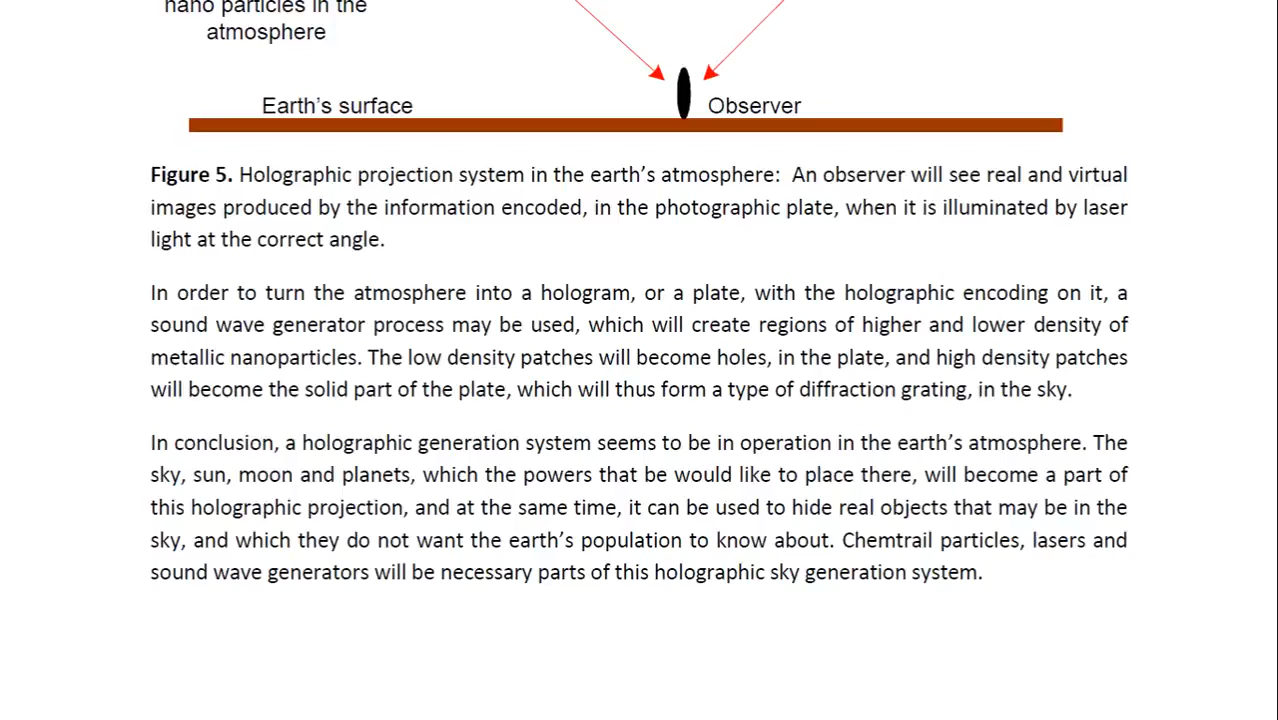 nano particles in the
atmosphere
Earth's surface
Observer
Figure 5. Holographic projection system in the earth's atmosphere: An observer will see real and virtual
images produced by the information encoded, in the photographic plate, when it is illuminated by laser
light at the correct angle.
In order to turn the atmosphere into a hologram, or a plate, with the holographic encoding on it, a
sound wave generator process may be used, which will create regions of higher and lower density of
metallic nanoparticles. The low density patches will become holes, in the plate, and high density patches
will become the solid part of the plate, which will thus form a type of diffraction grating, in the sky.
In conclusion, a holographic generation system seems to be in operation in the earth's atmosphere. The
sky, sun, moon and planets, which the powers that be would like to place there, will become a part of
this holographic projection, and at the same time, it can be used to hide real objects that may be in the
sky, and which they do not want the earth's population to know about. Chemtrail particles, lasers and
sound wave generators will be necessary parts of this holographic sky generation system.